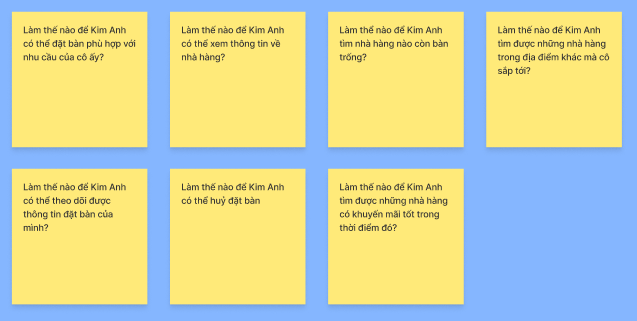 Làm thế nào để Kim Anh
có thể đặt bàn phù hợp với
nhu cầu của cô ấy?
Làm thế nào để Kim Anh
có thể xem thông tin về
nhà hàng?
Làm thế nào để Kim Anh
tìm nhà hàng nào còn bàn
trống?
Làm thế nào để Kim Anh
tìm được những nhà hàng
trong địa điểm khác mà cô
sắp tới?
Làm thế nào để Kim Anh
có thể theo dõi được
thông tin đặt bàn của
mình?
Làm thế nào để Kim Anh
có thể huỷ đặt bàn
Làm thế nào để Kim Anh
tìm được những nhà hàng
có khuyến mãi tốt trong
thời điểm đó?